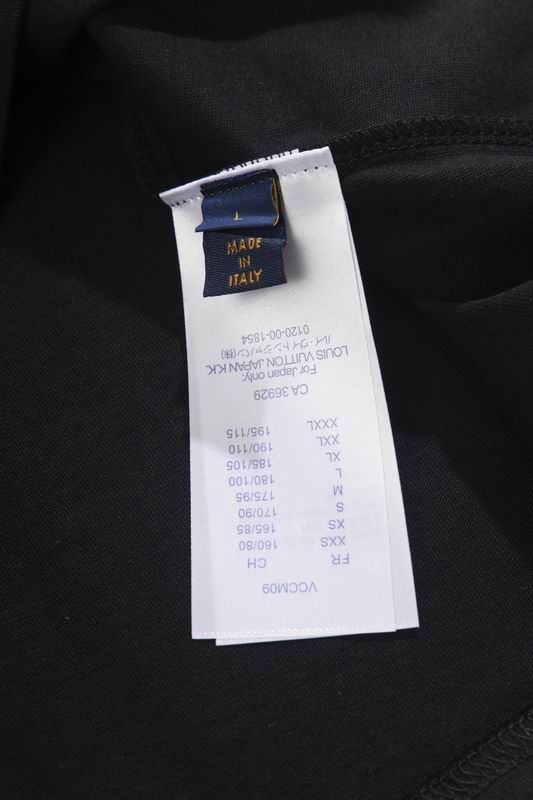 L
MADE
IN
ITALY
VCCM09
FR CH
XXS 160/80
XS 165/85
S 170/90
M 175/95
L 180/100
XL 185/105
XXL 190/110
XXXL 195/115
CA 36929
For Japan only:
LOUIS VUITTON JAPAN K.K.
ルイ・ヴィトンジャパン(株)
0120-00-1854